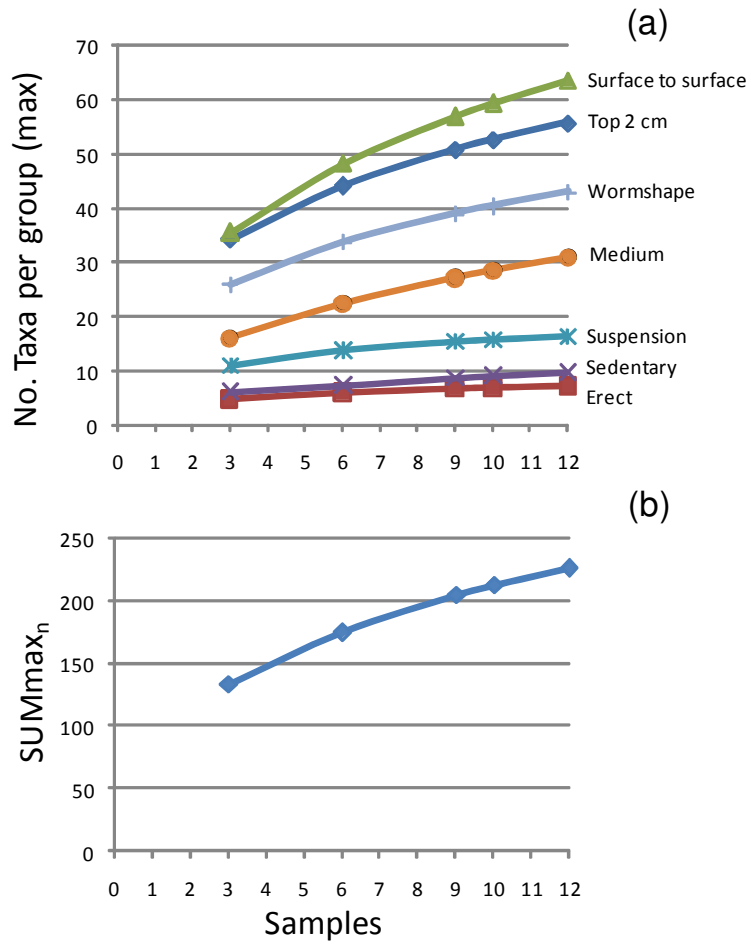 (a)
No. Taxa per group (max)
70
60
50
40
30
20
10
0
Surface to surface
Top 2 cm
Wormshape
Medium
Suspension
Sedentary
Erect
0 1 2 3 4 5 6 7 8 9 10 11 12
(b)
SUMmaxₙ
250
200
150
100
50
0
0 1 2 3 4 5 6 7 8 9 10 11 12
Samples